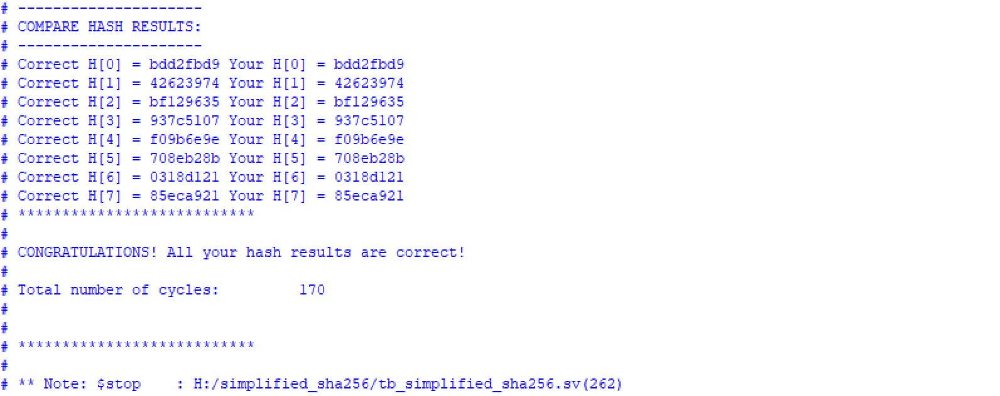 # ---------------------
# COMPARE HASH RESULTS:
# ---------------------
# Correct H[0] = bdd2fbd9 Your H[0] = bdd2fbd9
# Correct H[1] = 42623974 Your H[1] = 42623974
# Correct H[2] = bf129635 Your H[2] = bf129635
# Correct H[3] = 937c5107 Your H[3] = 937c5107
# Correct H[4] = f09b6e9e Your H[4] = f09b6e9e
# Correct H[5] = 708eb28b Your H[5] = 708eb28b
# Correct H[6] = 0318d121 Your H[6] = 0318d121
# Correct H[7] = 85eca921 Your H[7] = 85eca921
# ***************************
#
# CONGRATULATIONS! All your hash results are correct!
#
# Total number of cycles:         170
#
#
# ***************************
#
# ** Note: $stop    : H:/simplified_sha256/tb_simplified_sha256.sv(262)